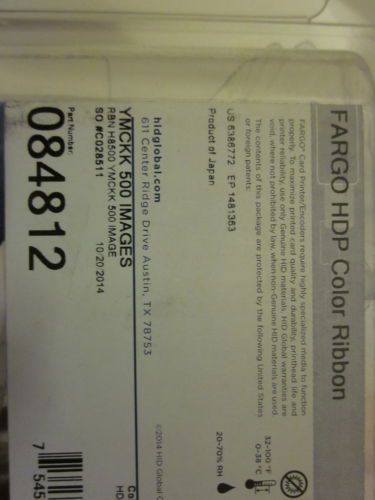 FARGO HDP Color Ribbon
FARGO® Card Printer/Encoders require highly specialized media to function
properly. To maximize printed card quality and durability, printhead life and
printer reliability, use only Genuine HID materials. HID Global warranties are
void, where not prohibited by law, when non-Genuine HID materials are used.
The contents of this package are protected by the following United States
or foreign patents:
US 6386772 EP 1481363
Product of Japan
32-100 °F
0-38 °C
20-70% RH
hidglobal.com
611 Center Ridge Drive Austin, TX 78753
©2014 HID Global
YMCKK 500 IMAGES
RBN H8500 YMCKK 500 IMAGE
SO #C028511 10/20/2014
Part Number:
084812
HID
7 545